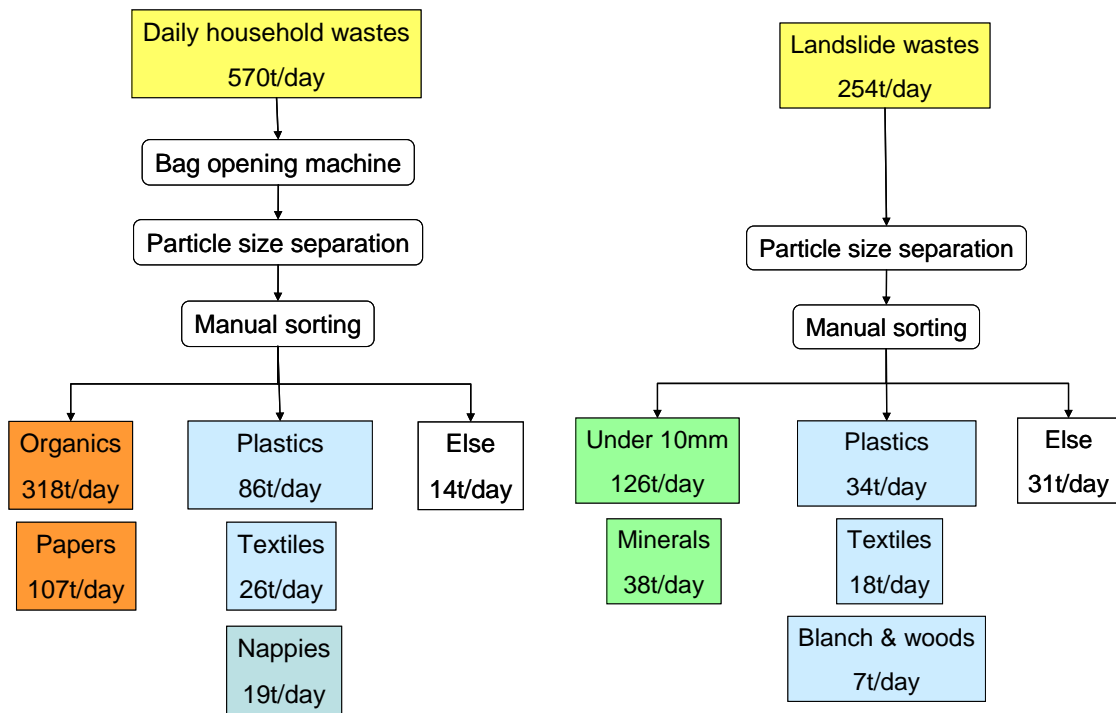 Daily household wastes
570t/day
Landslide wastes
254t/day
Bag opening machine
Particle size separation
Manual sorting
Particle size separation
Manual sorting
Organics
318t/day
Papers
107t/day
Plastics
86t/day
Textiles
26t/day
Nappies
19t/day
Else
14t/day
Under 10mm
126t/day
Minerals
38t/day
Plastics
34t/day
Textiles
18t/day
Blanch & woods
7t/day
Else
31t/day